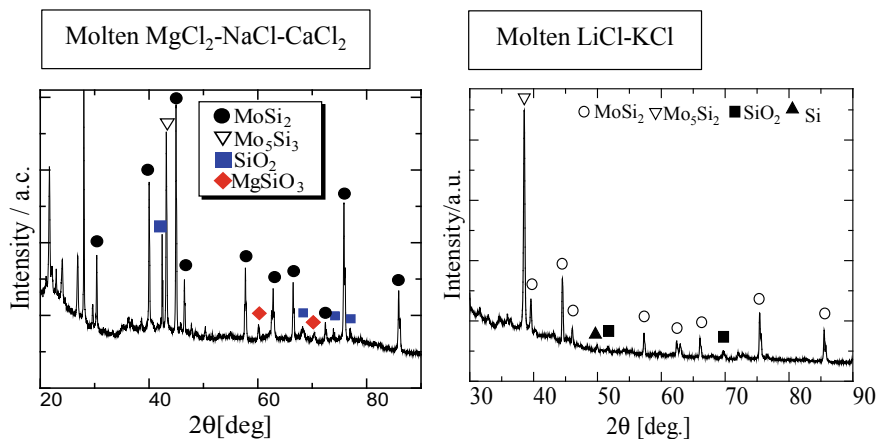 Molten MgCl₂-NaCl-CaCl₂
Molten LiCl-KCl
Intensity / a.c.
MoSi₂
Mo₅Si₃
SiO₂
MgSiO₃
20 40 60 80
2θ[deg]
Intensity/a.u.
MoSi₂ Mo₅Si₂ SiO₂ Si
30 40 50 60 70 80 90
2θ [deg.]